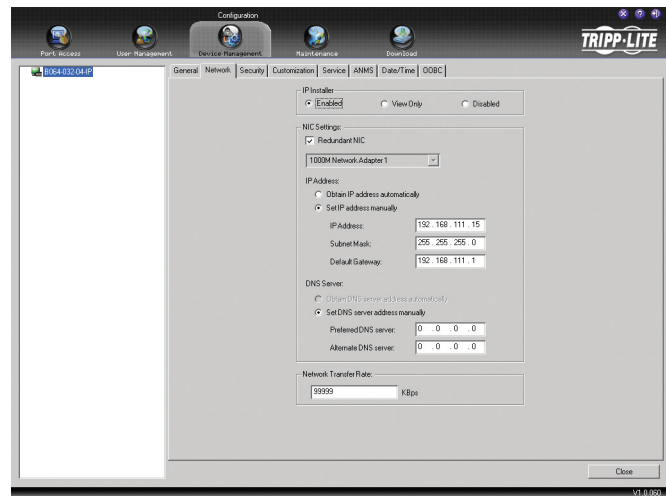 Configuration
Port Access
User Management
Device Management
Maintenance
Download
TRIPP·LITE
B064-032-04-IP
General
Network
Security
Customization
Service
ANMS
Date/Time
OOBC
IP Installer
Enabled
View Only
Disabled
NIC Settings:
Redundant NIC
1000M Network Adapter 1
IP Address:
Obtain IP address automatically
Set IP address manually
IP Address: 192 . 168 . 111 . 15
Subnet Mask: 255 . 255 . 255 . 0
Default Gateway: 192 . 168 . 111 . 1
DNS Server:
Obtain DNS server address automatically
Set DNS server address manually
Preferred DNS server: 0 . 0 . 0 . 0
Alternate DNS server: 0 . 0 . 0 . 0
Network Transfer Rate:
99999 KBps
Close
V1.0.060